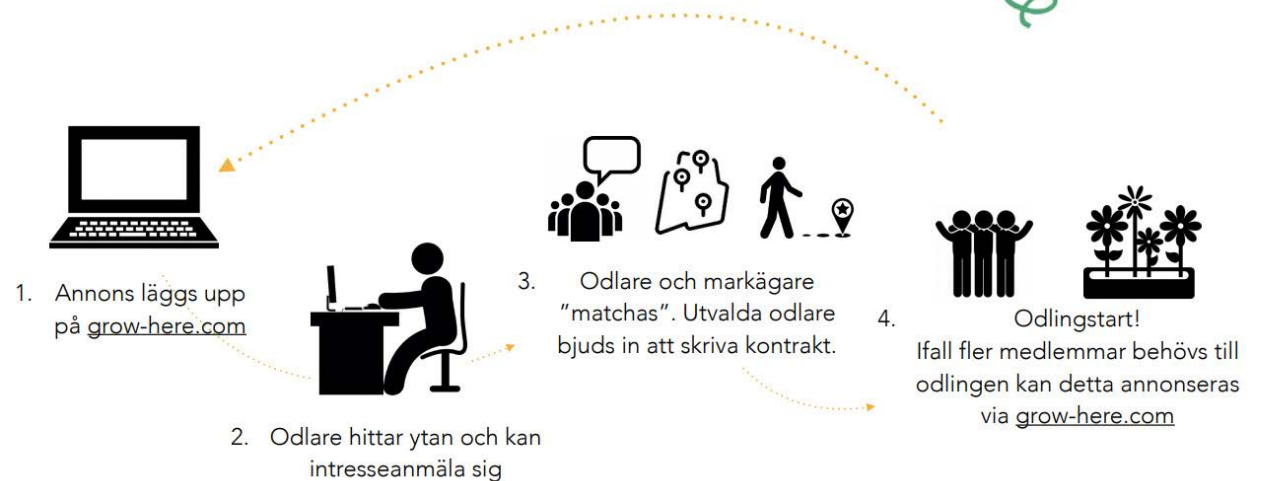 1. Annons läggs upp
på grow-here.com
2. Odlare hittar ytan och kan
intresseanmäla sig
3. Odlare och markägare
"matchas". Utvalda odlare
bjuds in att skriva kontrakt.
4. Odlingstart!
Ifall fler medlemmar behövs till
odlingen kan detta annonseras
via grow-here.com